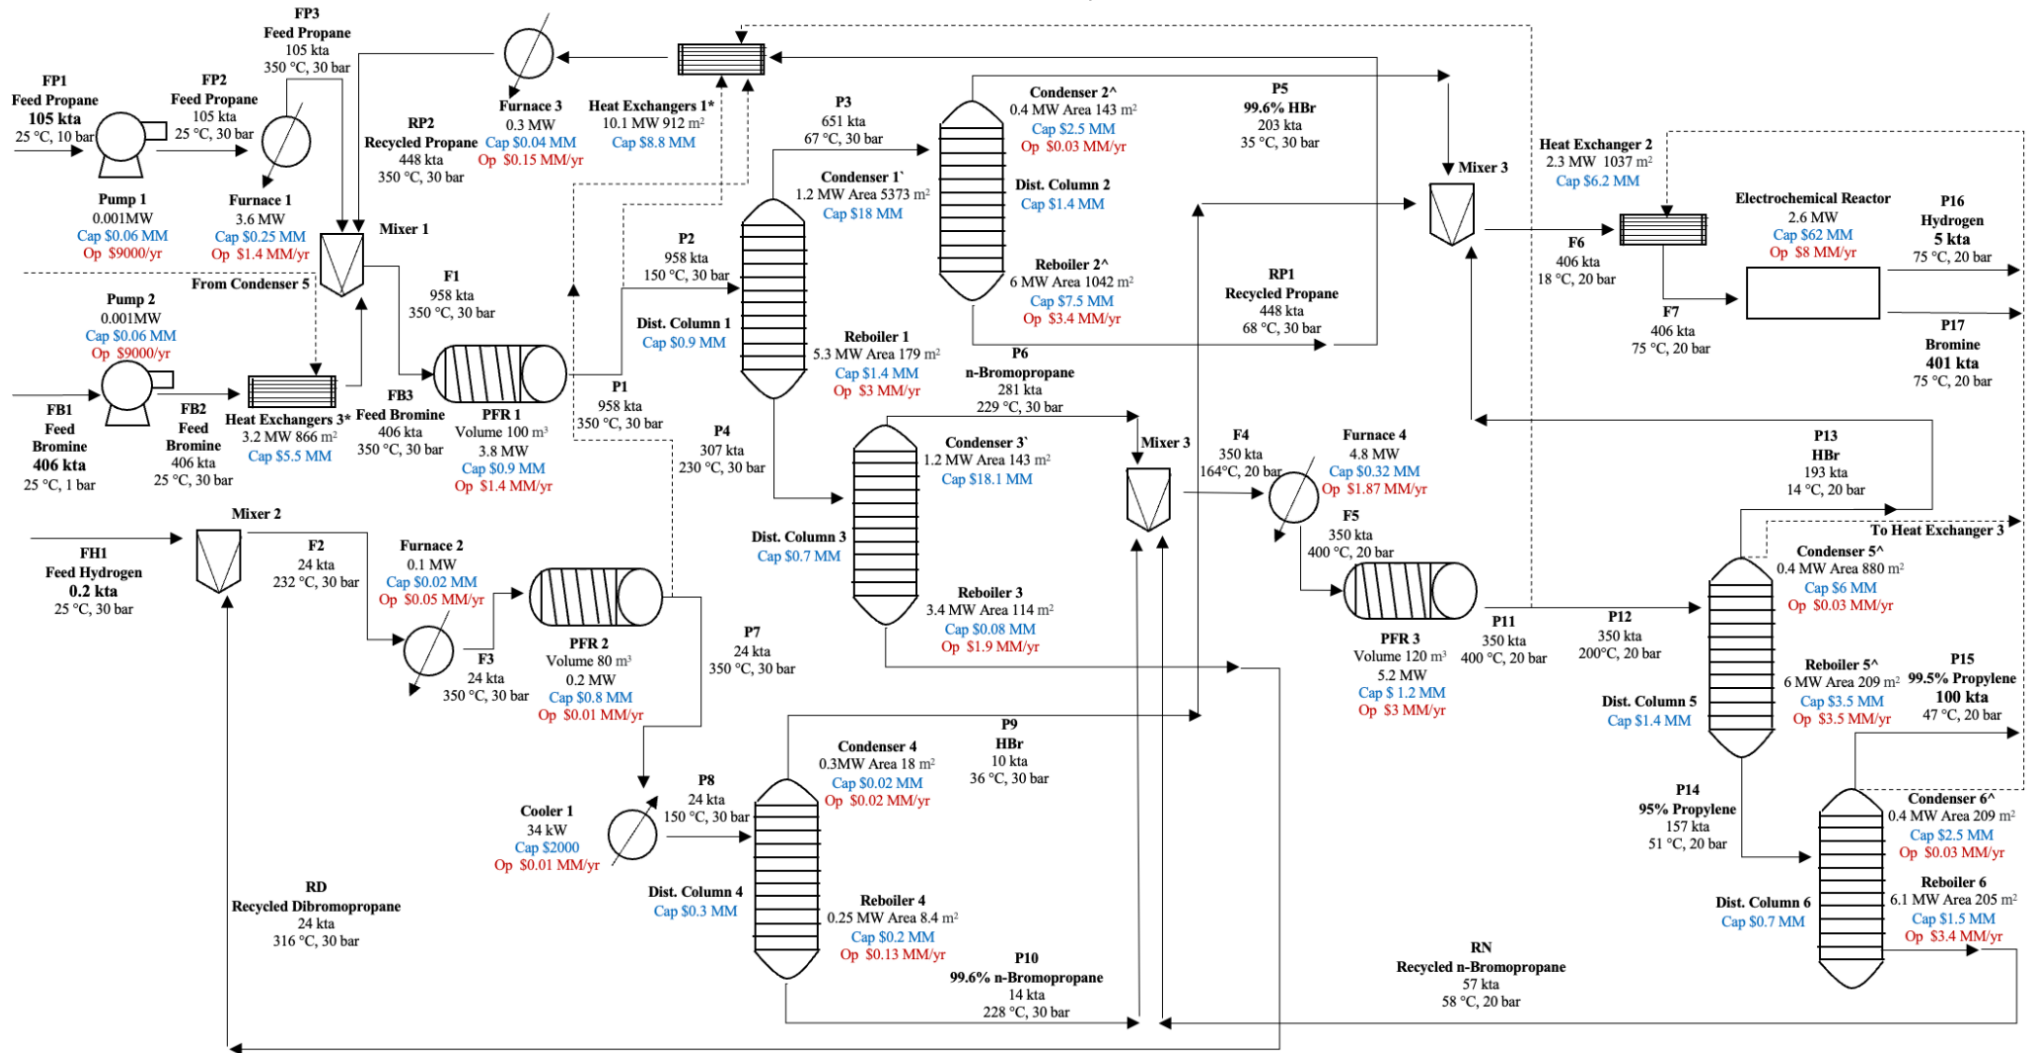 FP1
Feed Propane
105 kta
25 °C, 10 bar
FP2
Feed Propane
105 kta
25 °C, 30 bar
FP3
Feed Propane
105 kta
350 °C, 30 bar
Pump 1
0.001MW
Cap $0.06 MM
Op $9000/yr
Furnace 1
3.6 MW
Cap $0.25 MM
Op $1.4 MM/yr
Mixer 1
RP2
Recycled Propane
448 kta
350 °C, 30 bar
Furnace 3
0.3 MW
Cap $0.04 MM
Op $0.15 MM/yr
Heat Exchangers 1*
10.1 MW 912 m²
Cap $8.8 MM
From Condenser 5
Pump 2
0.001MW
Cap $0.06 MM
Op $9000/yr
FB1
Feed
Bromine
406 kta
25 °C, 1 bar
FB2
Feed
Bromine
406 kta
25 °C, 30 bar
Heat Exchangers 3*
3.2 MW 866 m²
Cap $5.5 MM
FB3
Feed Bromine
406 kta
350 °C, 30 bar
F1
958 kta
350 °C, 30 bar
PFR 1
Volume 100 m³
3.8 MW
Cap $0.9 MM
Op $1.4 MM/yr
P1
958 kta
350 °C, 30 bar
P2
958 kta
150 °C, 30 bar
Dist. Column 1
Cap $0.9 MM
P3
651 kta
67 °C, 30 bar
Condenser 1`
1.2 MW Area 5373 m²
Cap $18 MM
Reboiler 1
5.3 MW Area 179 m²
Cap $1.4 MM
Op $3 MM/yr
P4
307 kta
230 °C, 30 bar
Condenser 2^
0.4 MW Area 143 m²
Cap $2.5 MM
Op $0.03 MM/yr
Dist. Column 2
Cap $1.4 MM
Reboiler 2^
6 MW Area 1042 m²
Cap $7.5 MM
Op $3.4 MM/yr
P5
99.6% HBr
203 kta
35 °C, 30 bar
RP1
Recycled Propane
448 kta
68 °C, 30 bar
P6
n-Bromopropane
281 kta
229 °C, 30 bar
Condenser 3`
1.2 MW Area 143 m²
Cap $18.1 MM
Dist. Column 3
Cap $0.7 MM
Reboiler 3
3.4 MW Area 114 m²
Cap $0.08 MM
Op $1.9 MM/yr
Mixer 3
Heat Exchanger 2
2.3 MW 1037 m²
Cap $6.2 MM
F6
406 kta
18 °C, 20 bar
F7
406 kta
75 °C, 20 bar
Electrochemical Reactor
2.6 MW
Cap $62 MM
Op $8 MM/yr
P16
Hydrogen
5 kta
75 °C, 20 bar
P17
Bromine
401 kta
75 °C, 20 bar
Mixer 3
F4
350 kta
164°C, 20 bar
Furnace 4
4.8 MW
Cap $0.32 MM
Op $1.87 MM/yr
F5
350 kta
400 °C, 20 bar
PFR 3
Volume 120 m³
5.2 MW
Cap $ 1.2 MM
Op $3 MM/yr
P11
350 kta
400 °C, 20 bar
P12
350 kta
200°C, 20 bar
P13
HBr
193 kta
14 °C, 20 bar
To Heat Exchanger 3
Condenser 5^
0.4 MW Area 880 m²
Cap $6 MM
Op $0.03 MM/yr
Dist. Column 5
Cap $1.4 MM
Reboiler 5^
6 MW Area 209 m²
Cap $3.5 MM
Op $3.5 MM/yr
P15
99.5% Propylene
100 kta
47 °C, 20 bar
P14
95% Propylene
157 kta
51 °C, 20 bar
Condenser 6^
0.4 MW Area 209 m²
Cap $2.5 MM
Op $0.03 MM/yr
Dist. Column 6
Cap $0.7 MM
Reboiler 6
6.1 MW Area 205 m²
Cap $1.5 MM
Op $3.4 MM/yr
RN
Recycled n-Bromopropane
57 kta
58 °C, 20 bar
FH1
Feed Hydrogen
0.2 kta
25 °C, 30 bar
Mixer 2
F2
24 kta
232 °C, 30 bar
Furnace 2
0.1 MW
Cap $0.02 MM
Op $0.05 MM/yr
F3
24 kta
350 °C, 30 bar
PFR 2
Volume 80 m³
0.2 MW
Cap $0.8 MM
Op $0.01 MM/yr
P7
24 kta
350 °C, 30 bar
Cooler 1
34 kW
Cap $2000
Op $0.01 MM/yr
P8
24 kta
150 °C, 30 bar
P9
HBr
10 kta
36 °C, 30 bar
Condenser 4
0.3MW Area 18 m²
Cap $0.02 MM
Op $0.02 MM/yr
Dist. Column 4
Cap $0.3 MM
Reboiler 4
0.25 MW Area 8.4 m²
Cap $0.2 MM
Op $0.13 MM/yr
P10
99.6% n-Bromopropane
14 kta
228 °C, 30 bar
RD
Recycled Dibromopropane
24 kta
316 °C, 30 bar